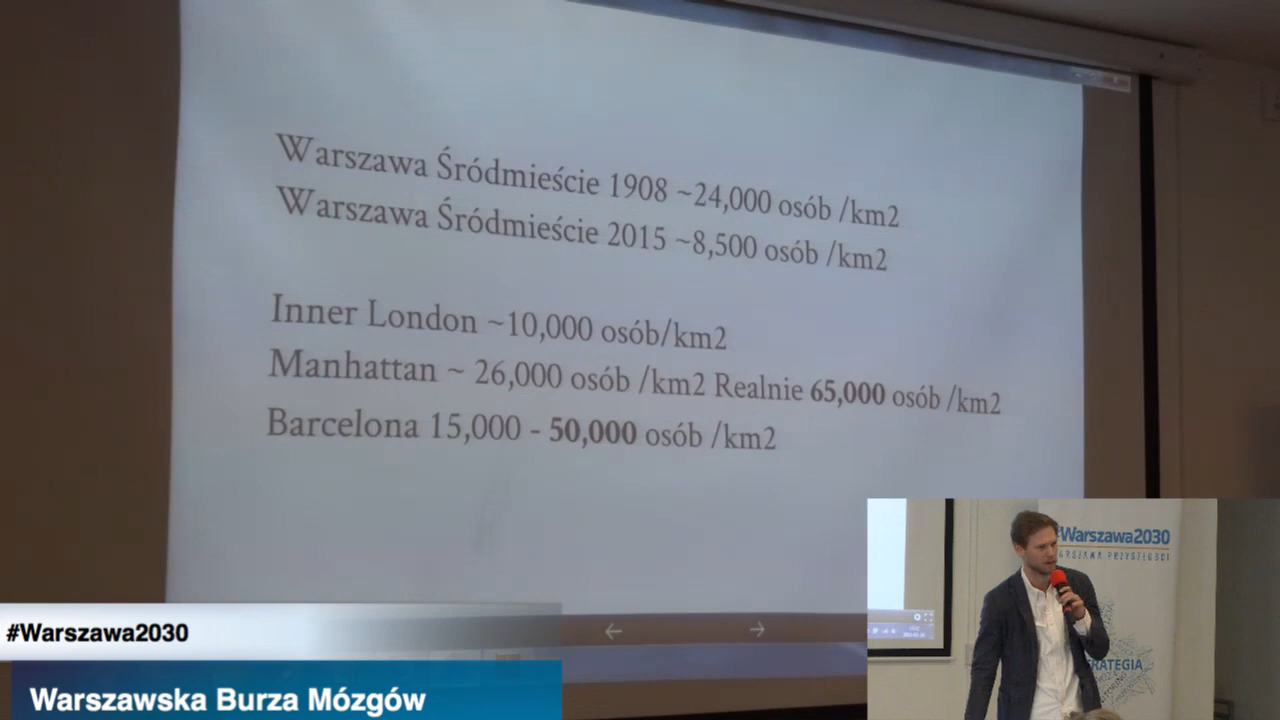 Warszawa Śródmieście 1908 ~24,000 osób /km2
Warszawa Śródmieście 2015 ~8,500 osób /km2
Inner London ~10,000 osób/km2
Manhattan ~ 26,000 osób /km2 Realnie 65,000 osób /km2
Barcelona 15,000 - 50,000 osób /km2
#Warszawa2030
Warszawska Burza Mózgów
#Warszawa2030
STRATEGIA